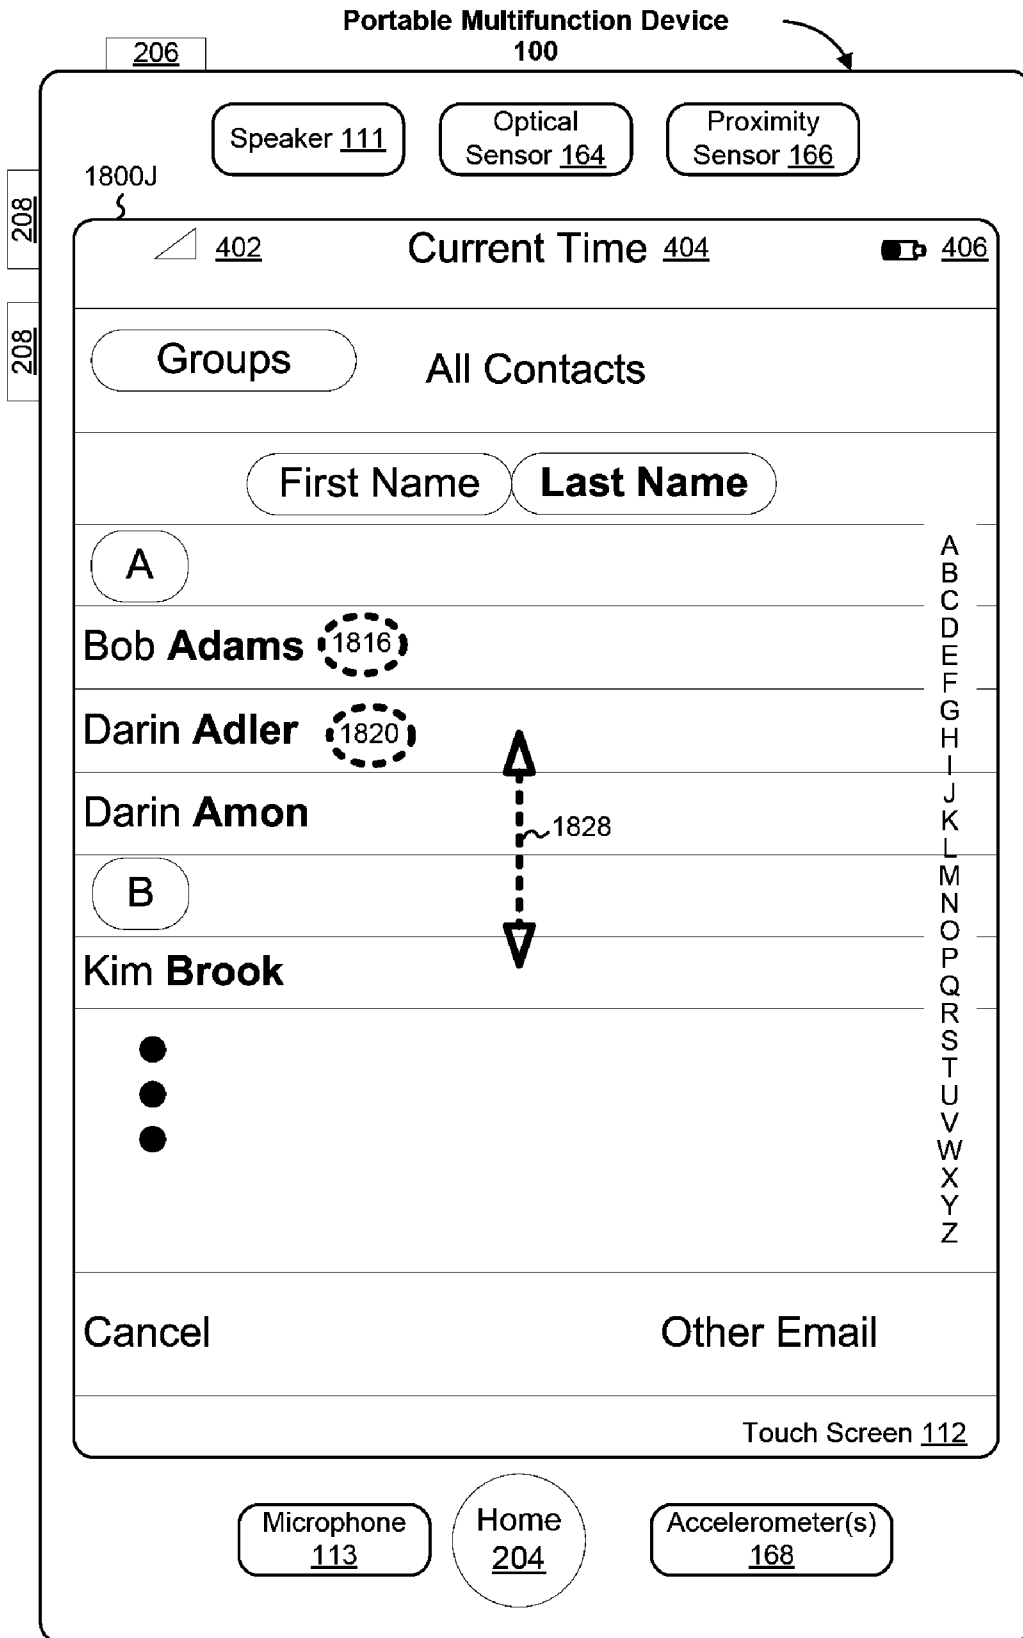 Portable Multifunction Device
100
206
Speaker 111
Optical
Sensor 164
Proximity
Sensor 166
1800J
208
208
402
Current Time 404
406
Groups
All Contacts
First Name
Last Name
A
Bob Adams
1816
Darin Adler
1820
Darin Amon
1828
B
Kim Brook
A
B
C
D
E
F
G
H
I
J
K
L
M
N
O
P
Q
R
S
T
U
V
W
X
Y
Z
Cancel
Other Email
Touch Screen 112
Microphone
113
Home
204
Accelerometer(s)
168